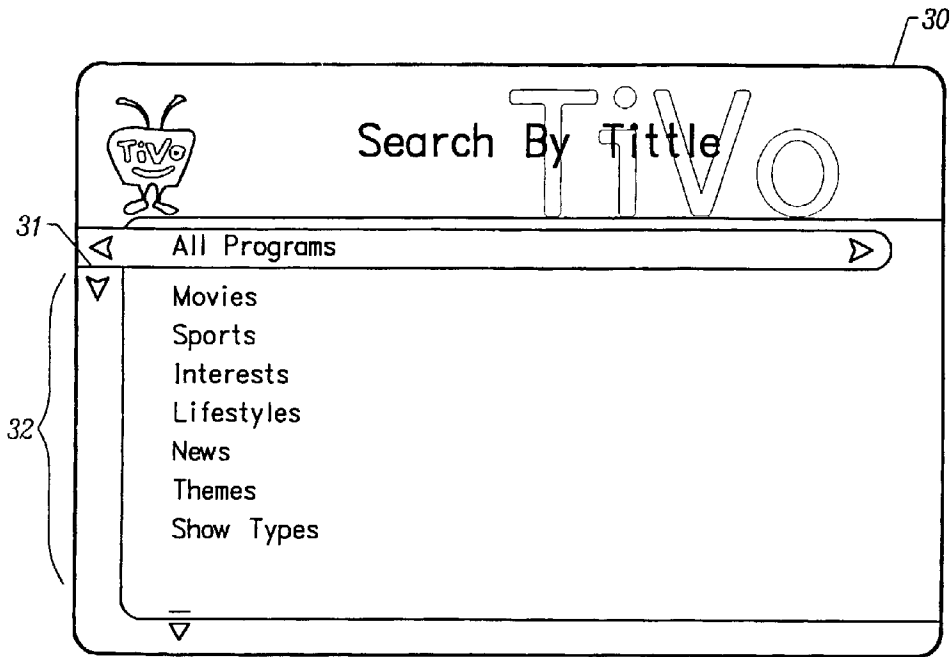 30
TiVo
TiVo
Search By Tittle
31
All Programs
Movies
Sports
Interests
Lifestyles
32
News
Themes
Show Types